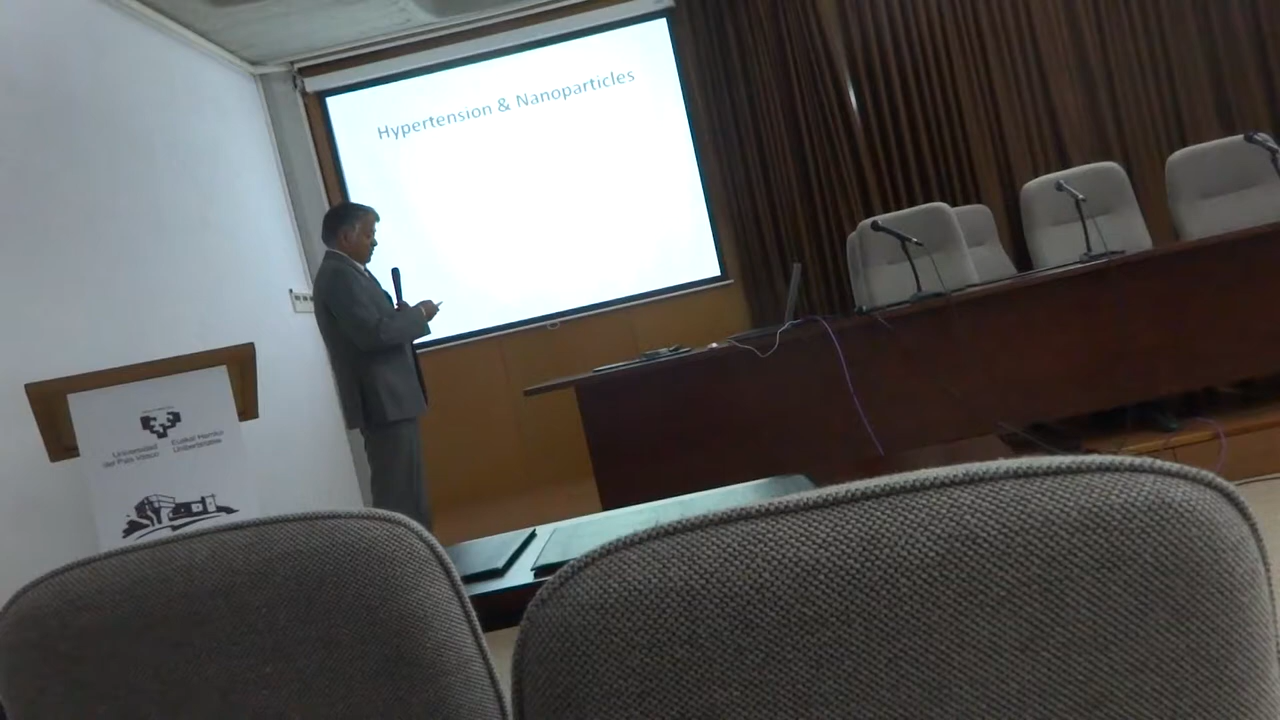 Hypertension & Nanoparticles
Universidad
del País Vasco
Euskal Herriko
Unibertsitatea